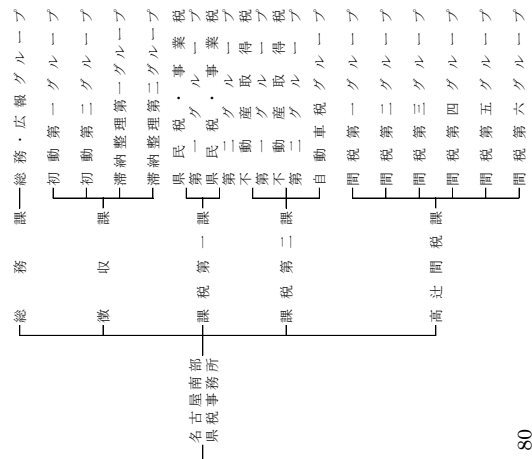 名古屋南部
県税事務所
総務課
総務・広報グループ
徴収課
初動第一グループ
初動第二グループ
滞納整理第一グループ
滞納整理第二グループ
課税第一課
県民税・事業税
第一グループ
県民税・事業税
第二グループ
課税第二課
不動産取得税
第一グループ
不動産取得税
第二グループ
自動車税グループ
高辻間税課
間税第一グループ
間税第二グループ
間税第三グループ
間税第四グループ
間税第五グループ
間税第六グループ
80